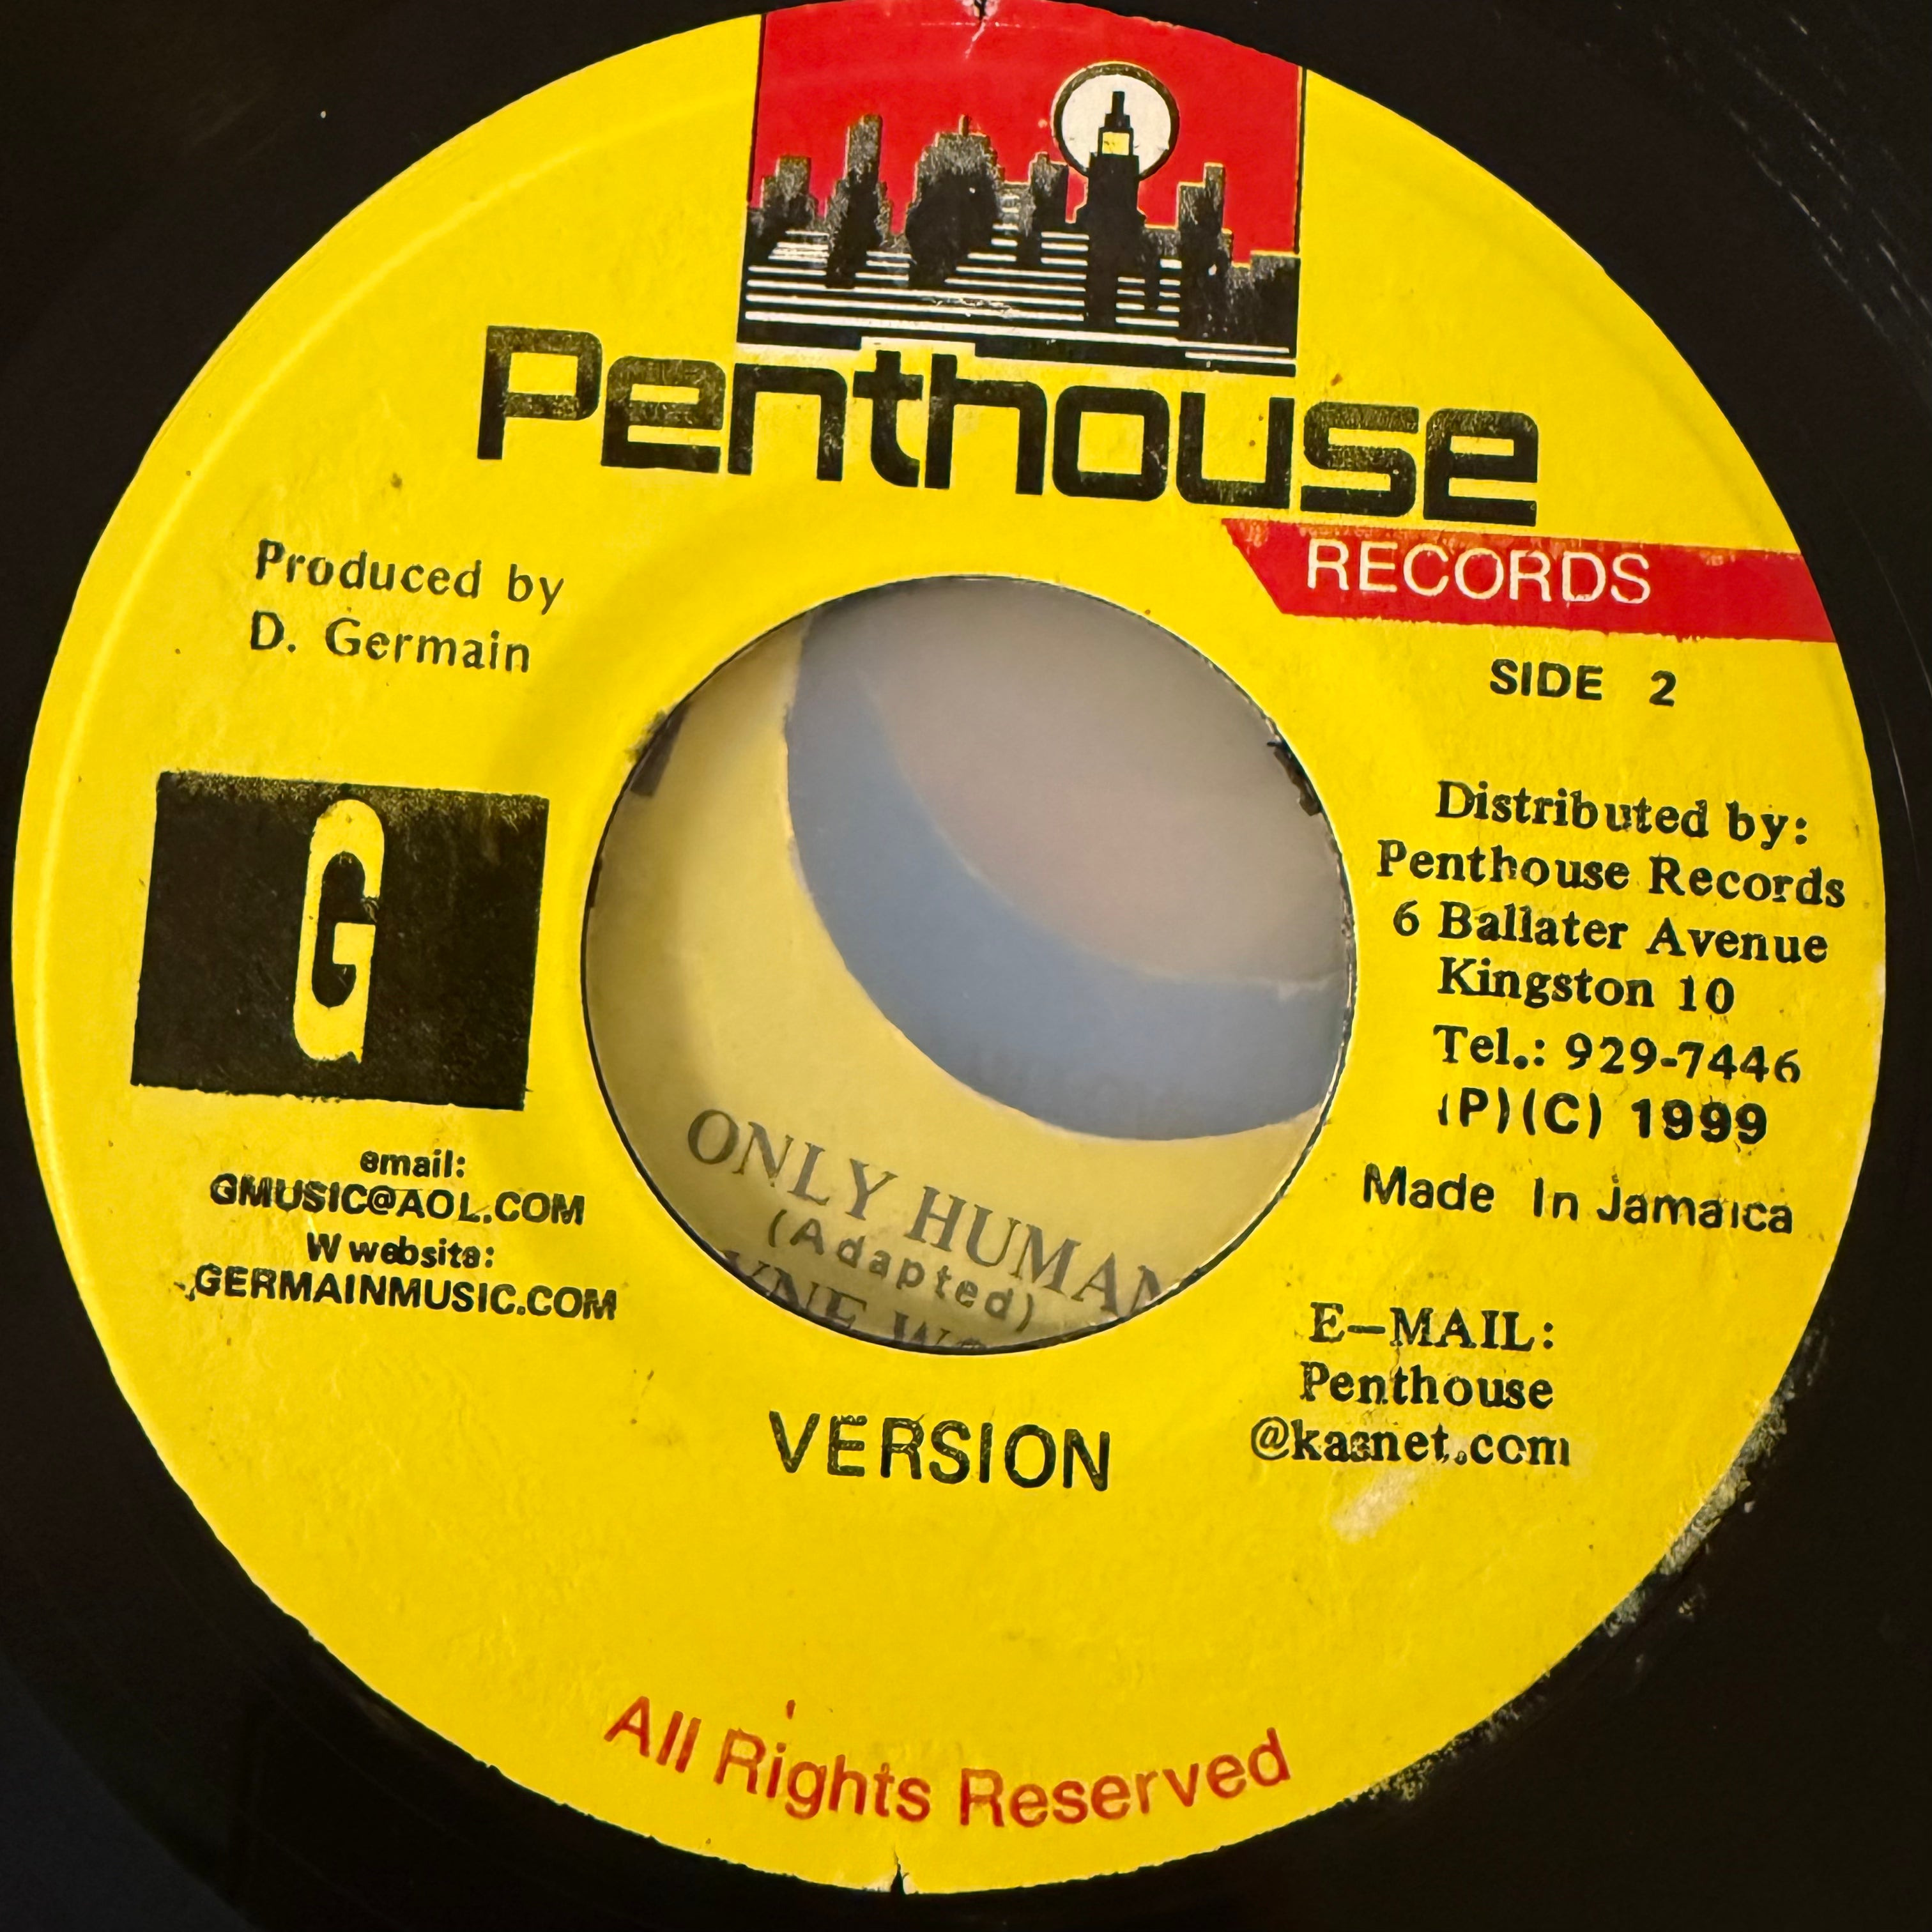 Penthouse
RECORDS
Produced by
D. Germain
SIDE 2
G
email:
GMUSIC@AOL.COM
W website:
GERMAINMUSIC.COM
Distributed by:
Penthouse Records
6 Ballater Avenue
Kingston 10
Tel.: 929-7446
(P)(C) 1999
Made In Jamaica
E-MAIL:
Penthouse
@kasnet.com
ONLY HUMAN
(Adapted)
VERSION
All Rights Reserved